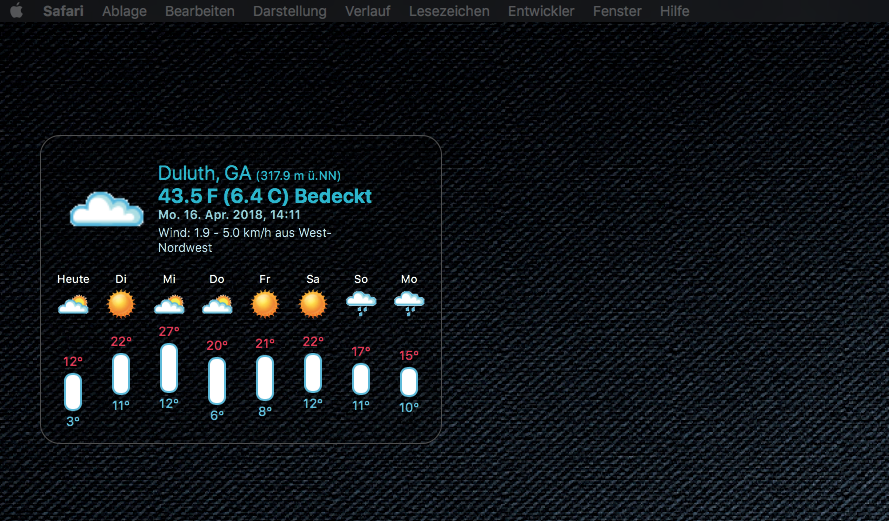 Safari Ablage Bearbeiten Darstellung Verlauf Lesezeichen Entwickler Fenster Hilfe
Duluth, GA (317.9 m ü.NN)
43.5 F (6.4 C) Bedeckt
Mo. 16. Apr. 2018, 14:11
Wind: 1.9 - 5.0 km/h aus West-
Nordwest
Heute Di Mi Do Fr Sa So Mo
12° 22° 27° 20° 21° 22° 17° 15°
3° 11° 12° 6° 8° 12° 11° 10°